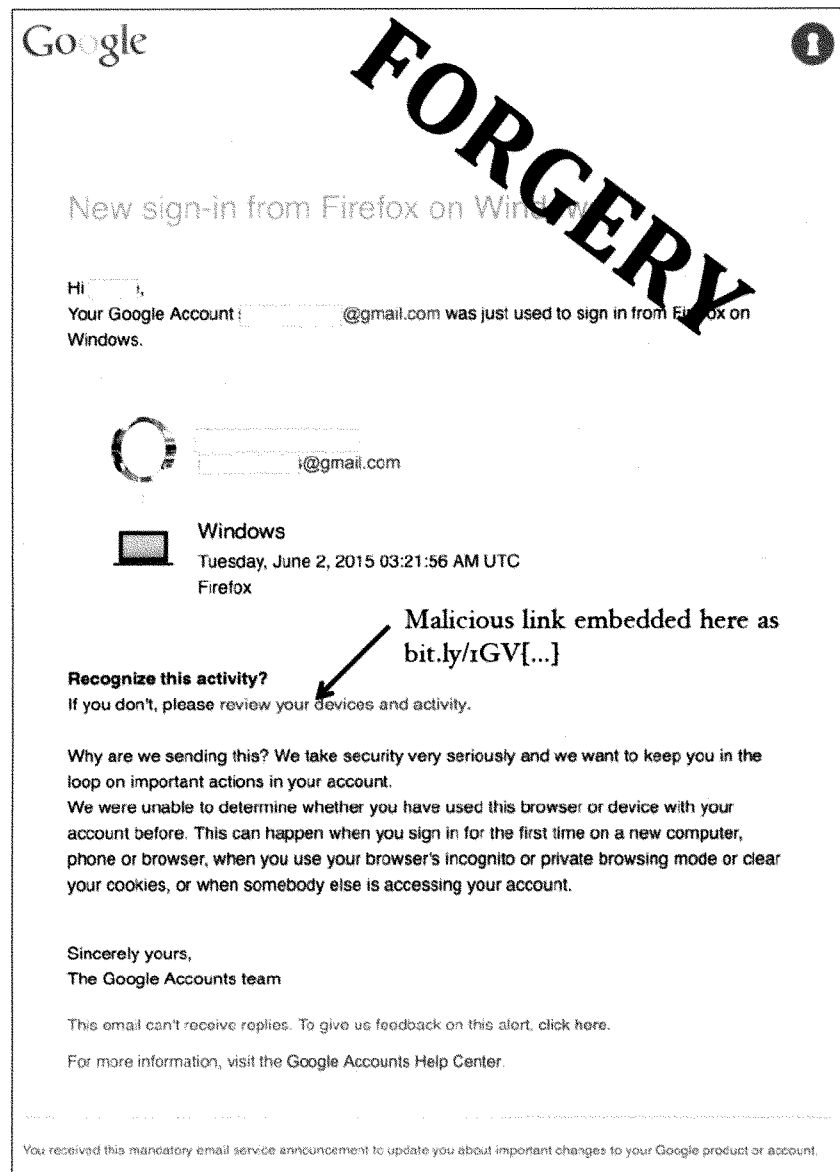 Google
FORGERY
New sign-in from Firefox on Windows
Hi
Your Google Account @gmail.com was just used to sign in from Firefox on
Windows.
@gmail.com
Windows
Tuesday, June 2, 2015 03:21:56 AM UTC
Firefox
Malicious link embedded here as
bit.ly/1GV[...]
Recognize this activity?
If you don't, please review your devices and activity.
Why are we sending this? We take security very seriously and we want to keep you in the
loop on important actions in your account.
We were unable to determine whether you have used this browser or device with your
account before. This can happen when you sign in for the first time on a new computer,
phone or browser, when you use your browser's incognito or private browsing mode or clear
your cookies, or when somebody else is accessing your account.
Sincerely yours,
The Google Accounts team
This email can't receive replies. To give us feedback on this alert, click here.
For more information, visit the Google Accounts Help Center.
You received this mandatory email service announcement to update you about important changes to your Google product or account.